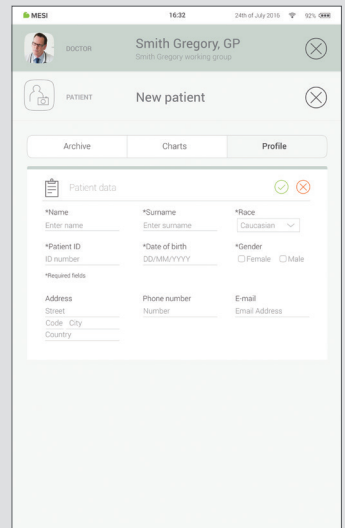 MESI 16:32 24th of July 2016 92%
DOCTOR Smith Gregory, GP
Smith Gregory working group
PATIENT New patient
Archive Charts Profile
Patient data
*Name *Surname *Race
Enter name Enter surname Caucasian
*Patient ID *Date of birth *Gender
ID number DD/MM/YYYY Female Male
*Required fields
Address Phone number E-mail
Street Number Email Address
Code City
Country